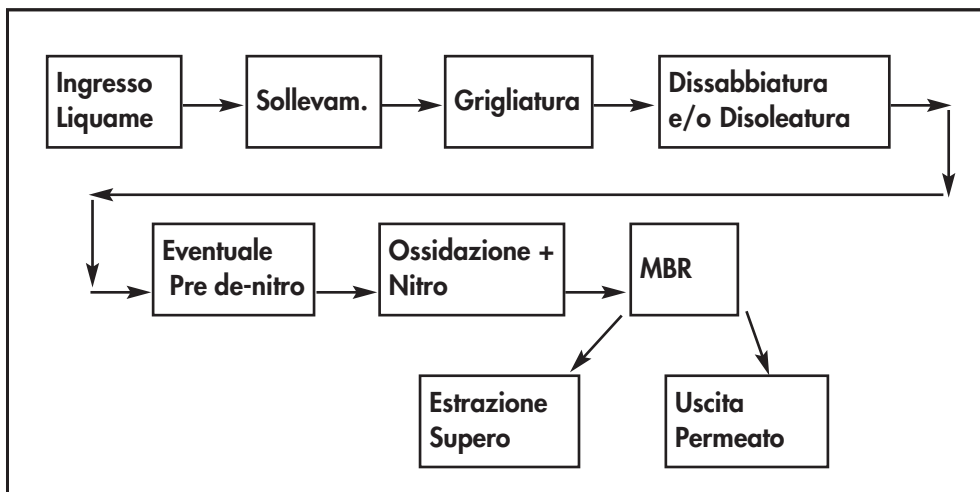 Ingresso
Liquame
Sollevam.
Grigliatura
Dissabbiatura
e/o Disoleatura
Eventuale
Pre de-nitro
Ossidazione +
Nitro
MBR
Estrazione
Supero
Uscita
Permeato